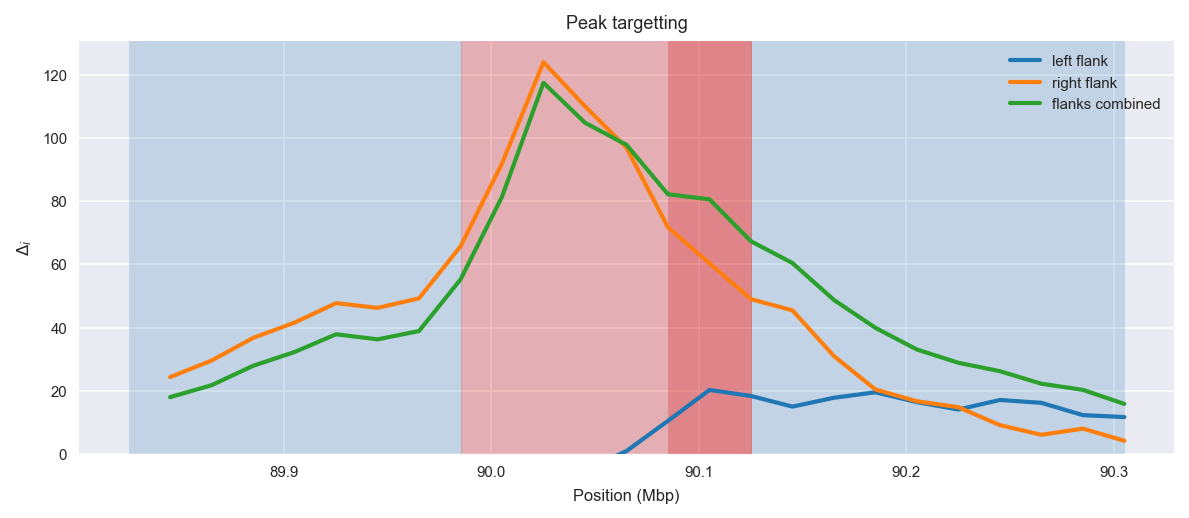 Peak targetting
left flank
right flank
flanks combined
120
100
80
60
40
20
0
Δi
89.9
90.0
90.1
90.2
90.3
Position (Mbp)